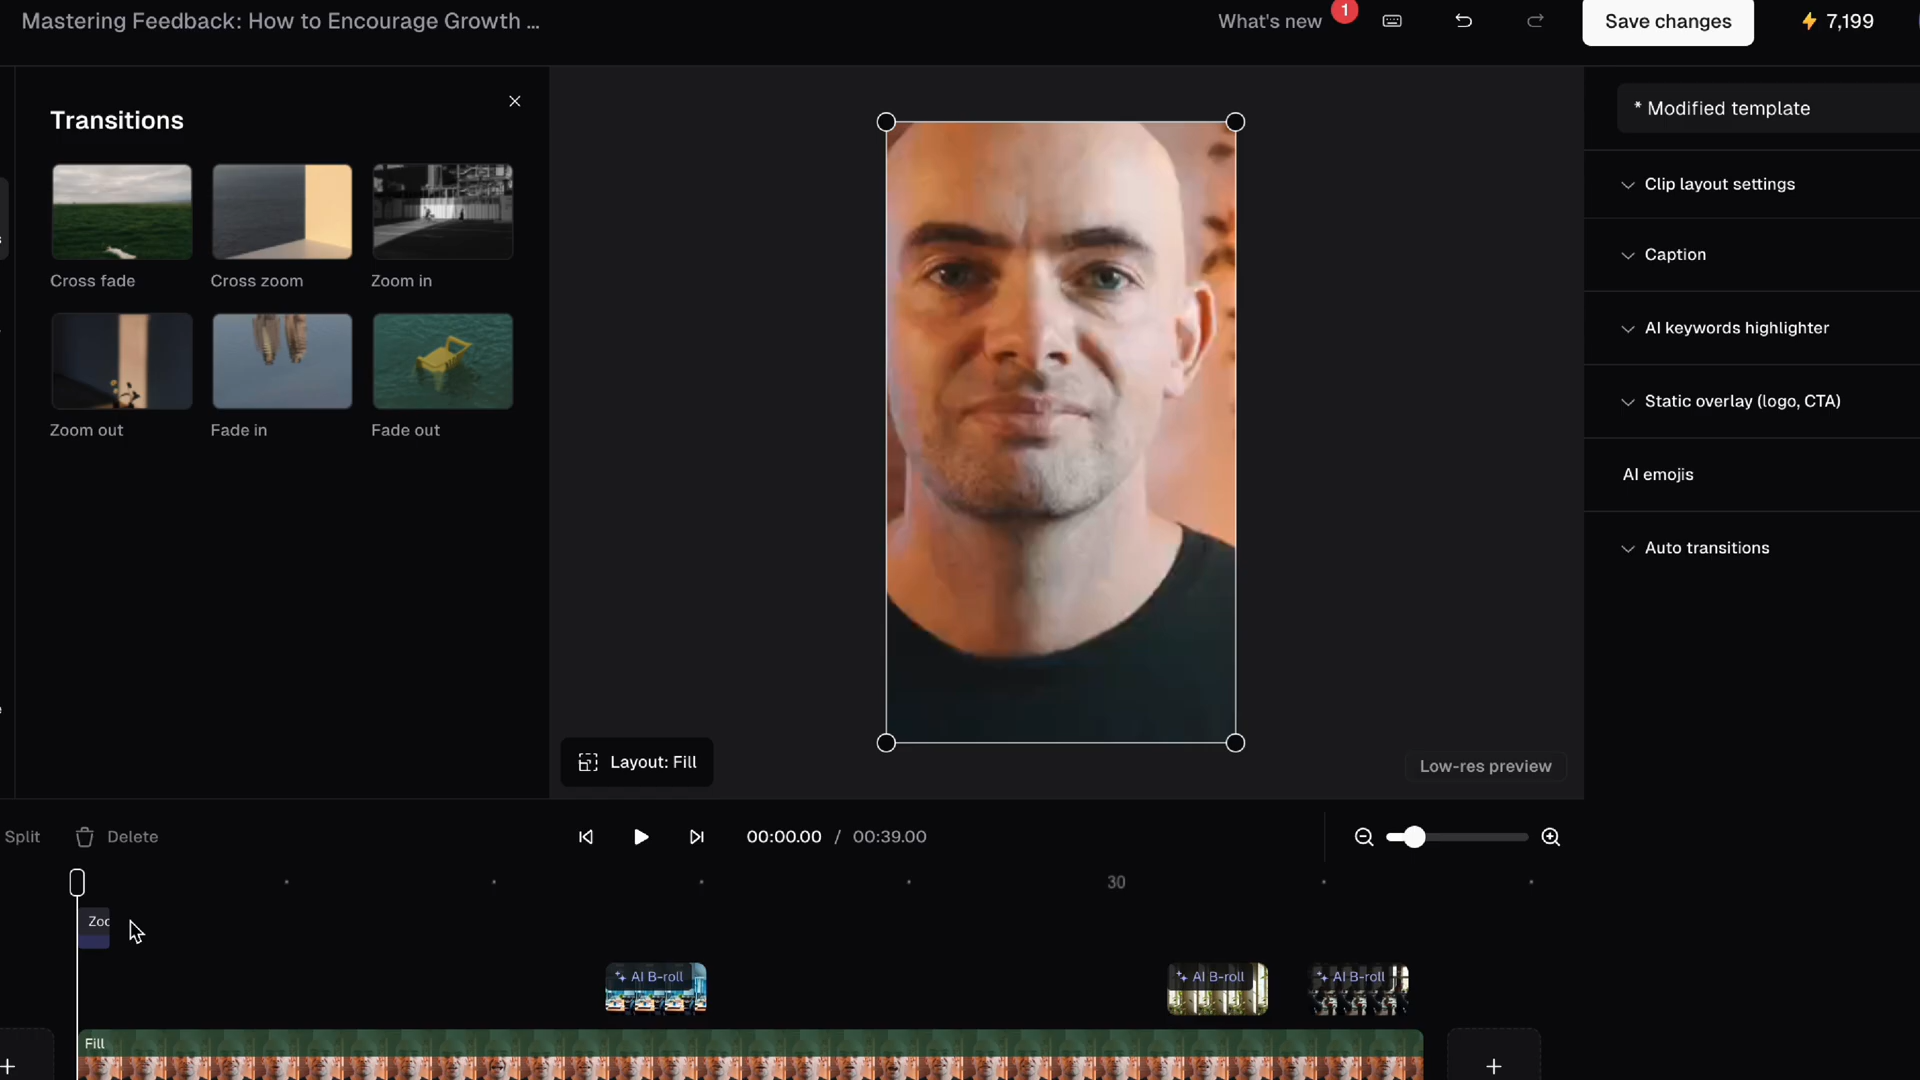 Mastering Feedback: How to Encourage Growth ...
What's new
1
Save changes
7,199
Transitions
Cross fade
Cross zoom
Zoom in
Zoom out
Fade in
Fade out
* Modified template
Clip layout settings
Caption
AI keywords highlighter
Static overlay (logo, CTA)
AI emojis
Auto transitions
Layout: Fill
Low-res preview
Split
Delete
00:00.00 / 00:39.00
30
AI B-roll
AI B-roll
AI B-roll
Fill